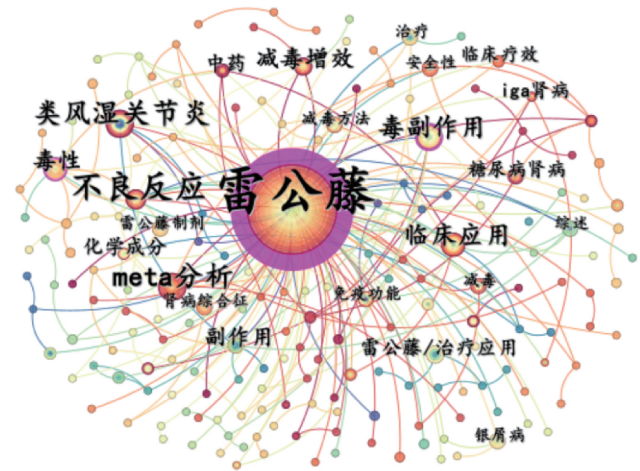 治疗
中药
减毒增效
安全性
临床疗效
iga肾病
类风湿关节炎
减毒方法
毒副作用
毒性
糖尿病肾病
不良反应
雷公藤
雷公藤制剂
综述
化学成分
临床应用
meta分析
减毒
肾病综合征
免疫功能
副作用
雷公藤/治疗应用
银屑病